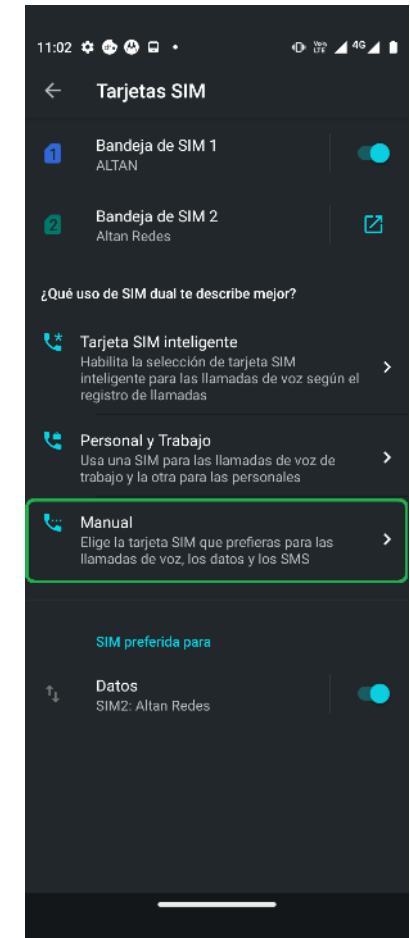 11:02
4G
Tarjetas SIM
1
Bandeja de SIM 1
ALTAN
2
Bandeja de SIM 2
Altan Redes
¿Qué uso de SIM dual te describe mejor?
Tarjeta SIM inteligente
Habilita la selección de tarjeta SIM
inteligente para las llamadas de voz según el
registro de llamadas
Personal y Trabajo
Usa una SIM para las llamadas de voz de
trabajo y la otra para las personales
Manual
Elige la tarjeta SIM que prefieras para las
llamadas de voz, los datos y los SMS
SIM preferida para
Datos
SIM2: Altan Redes